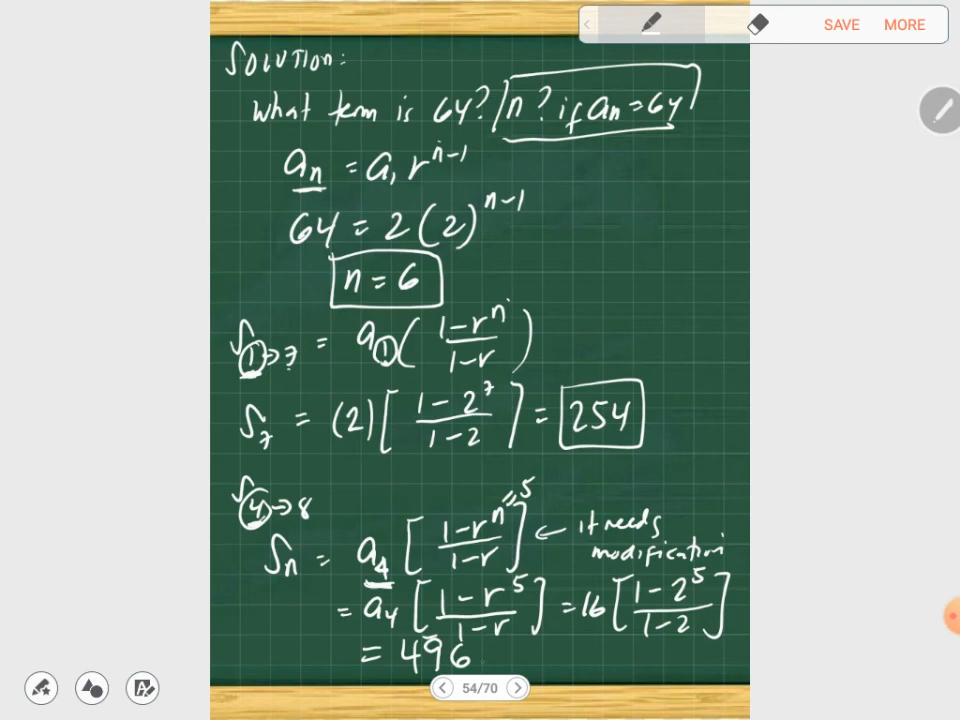 SAVE MORE
Solution:
What term is 64? n? if an = 64
an = a1 r^n-1
64 = 2 (2)^n-1
n = 6
S1→7 = a1 ( 1-r^n / 1-r )
S7 = (2) [ 1-2^7 / 1-2 ] = 254
S4→8
Sn = a4 [ 1-r^n=5 / 1-r ] ← it needs modification
= a4 [ 1-r^5 / 1-r ] = 16 [ 1-2^5 / 1-2 ]
= 496
54/70